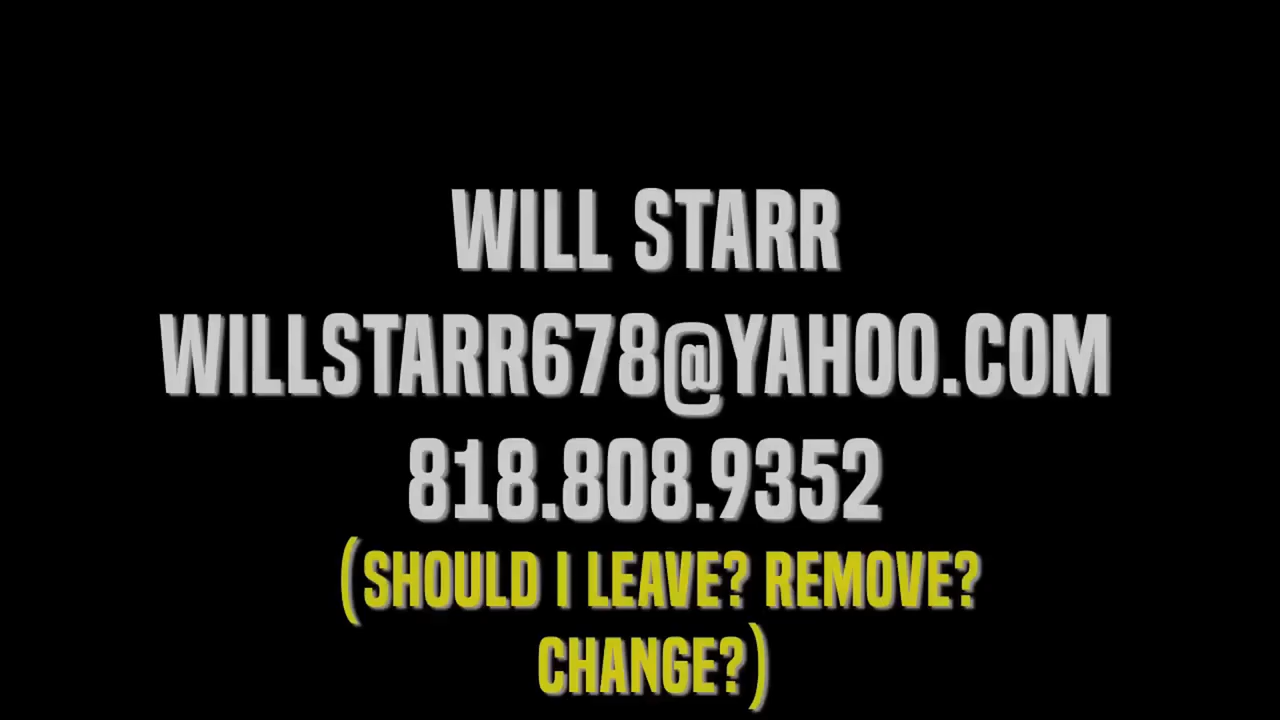 WILL STARR
WILLSTARR678@YAHOO.COM
818.808.9352
(SHOULD I LEAVE? REMOVE?
CHANGE?)